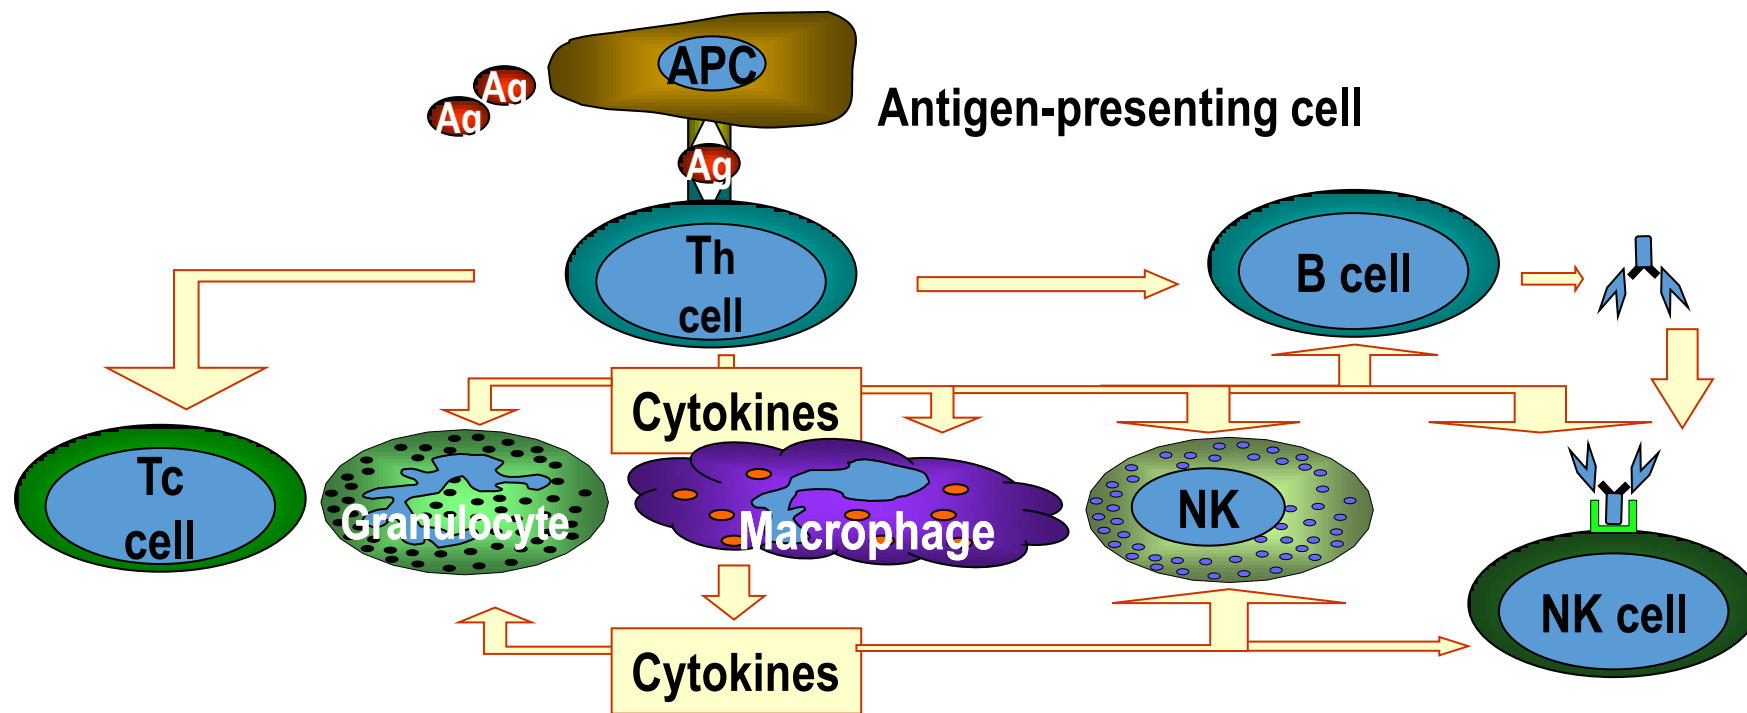 APC
Ag
Ag
Antigen-presenting cell
Ag
Th
cell
B cell
Cytokines
Tc
cell
Granulocyte
Macrophage
NK
NK cell
Cytokines